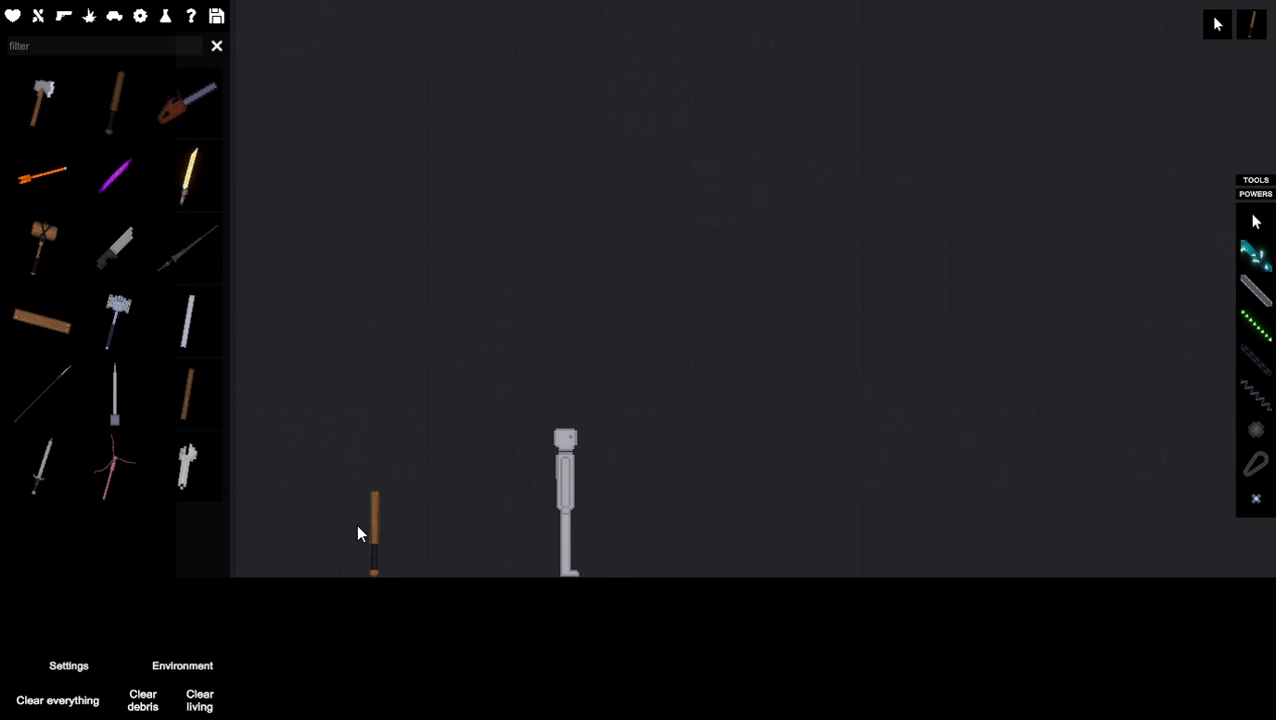 filter
TOOLS
POWERS
Settings
Environment
Clear everything
Clear
debris
Clear
living